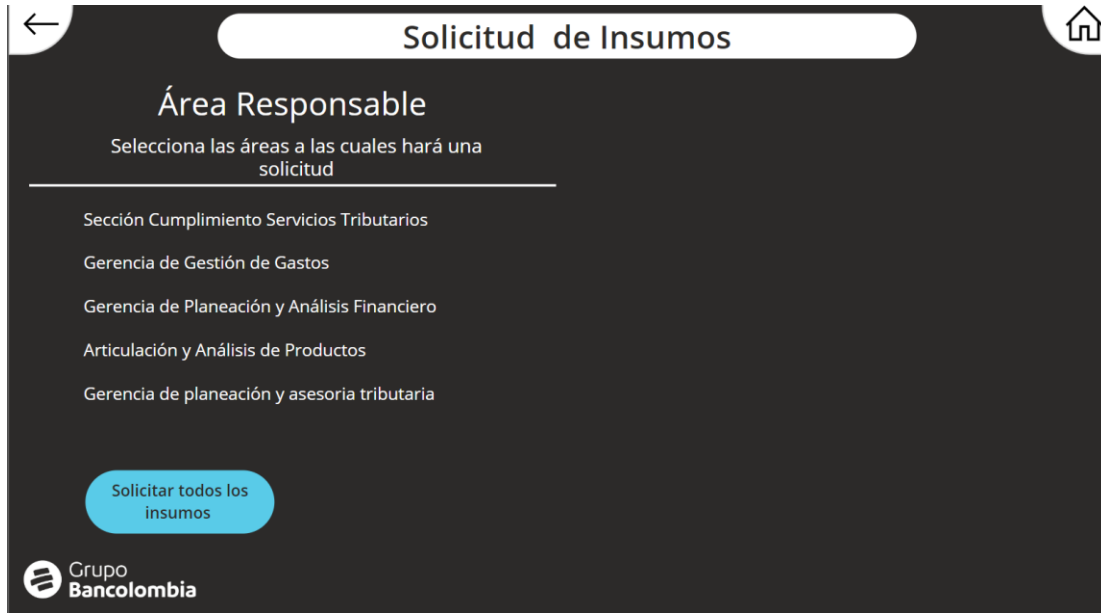 Solicitud de Insumos
Área Responsable
Selecciona las áreas a las cuales hará una
solicitud
Sección Cumplimiento Servicios Tributarios
Gerencia de Gestión de Gastos
Gerencia de Planeación y Análisis Financiero
Articulación y Análisis de Productos
Gerencia de planeación y asesoria tributaria
Solicitar todos los
insumos
Grupo
Bancolombia